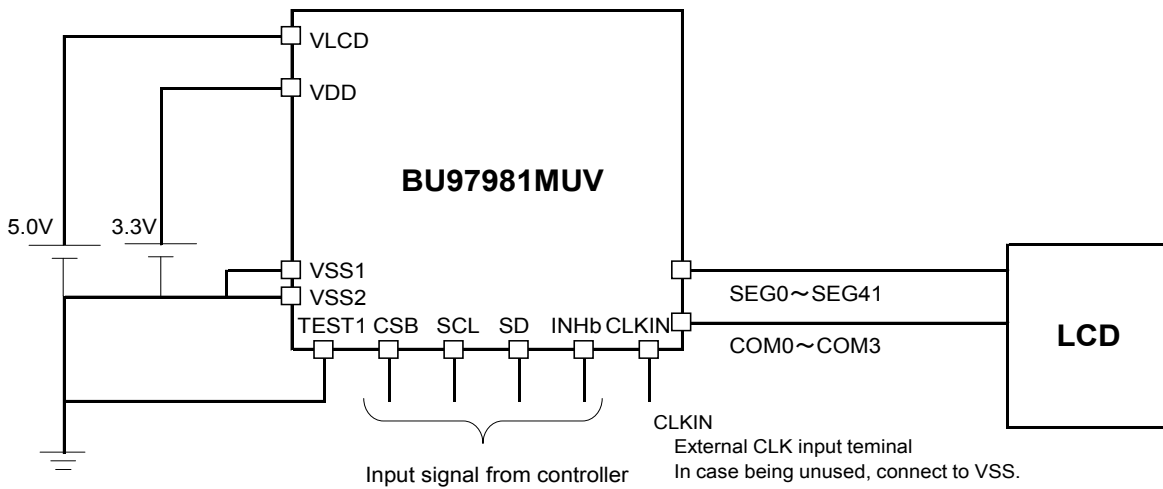 VLCD
VDD
BU97981MUV
5.0V
3.3V
VSS1
VSS2
SEG0～SEG41
TEST1 CSB SCL SD INHb CLKIN
COM0～COM3
LCD
CLKIN
External CLK input teminal
In case being unused, connect to VSS.
Input signal from controller